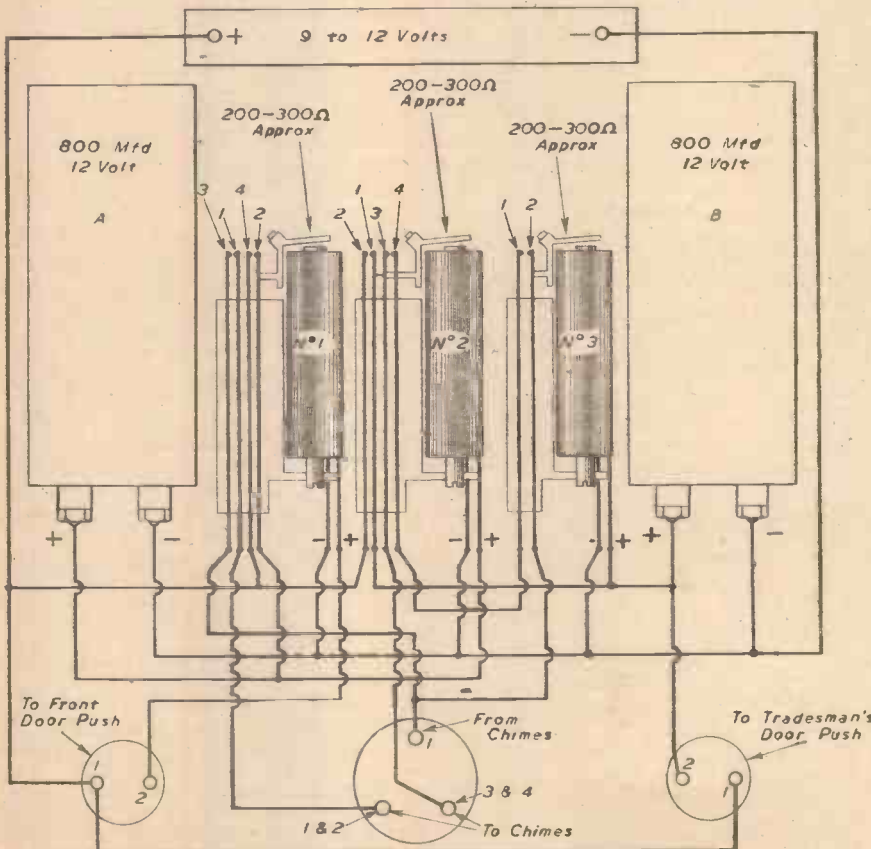 + 9 to 12 Volts −
200-300Ω
Approx
200-300Ω
Approx
200-300Ω
Approx
800 Mfd
12 Volt
A
800 Mfd
12 Volt
B
3 1 4 2
2 1 3 4
1 2
Nº1
Nº2
Nº3
+ −
- +
- +
- +
+ −
To Front
Door Push
1
2
From
Chimes
1
3 & 4
1 & 2
To Chimes
To Tradesman's
Door Push
2
1